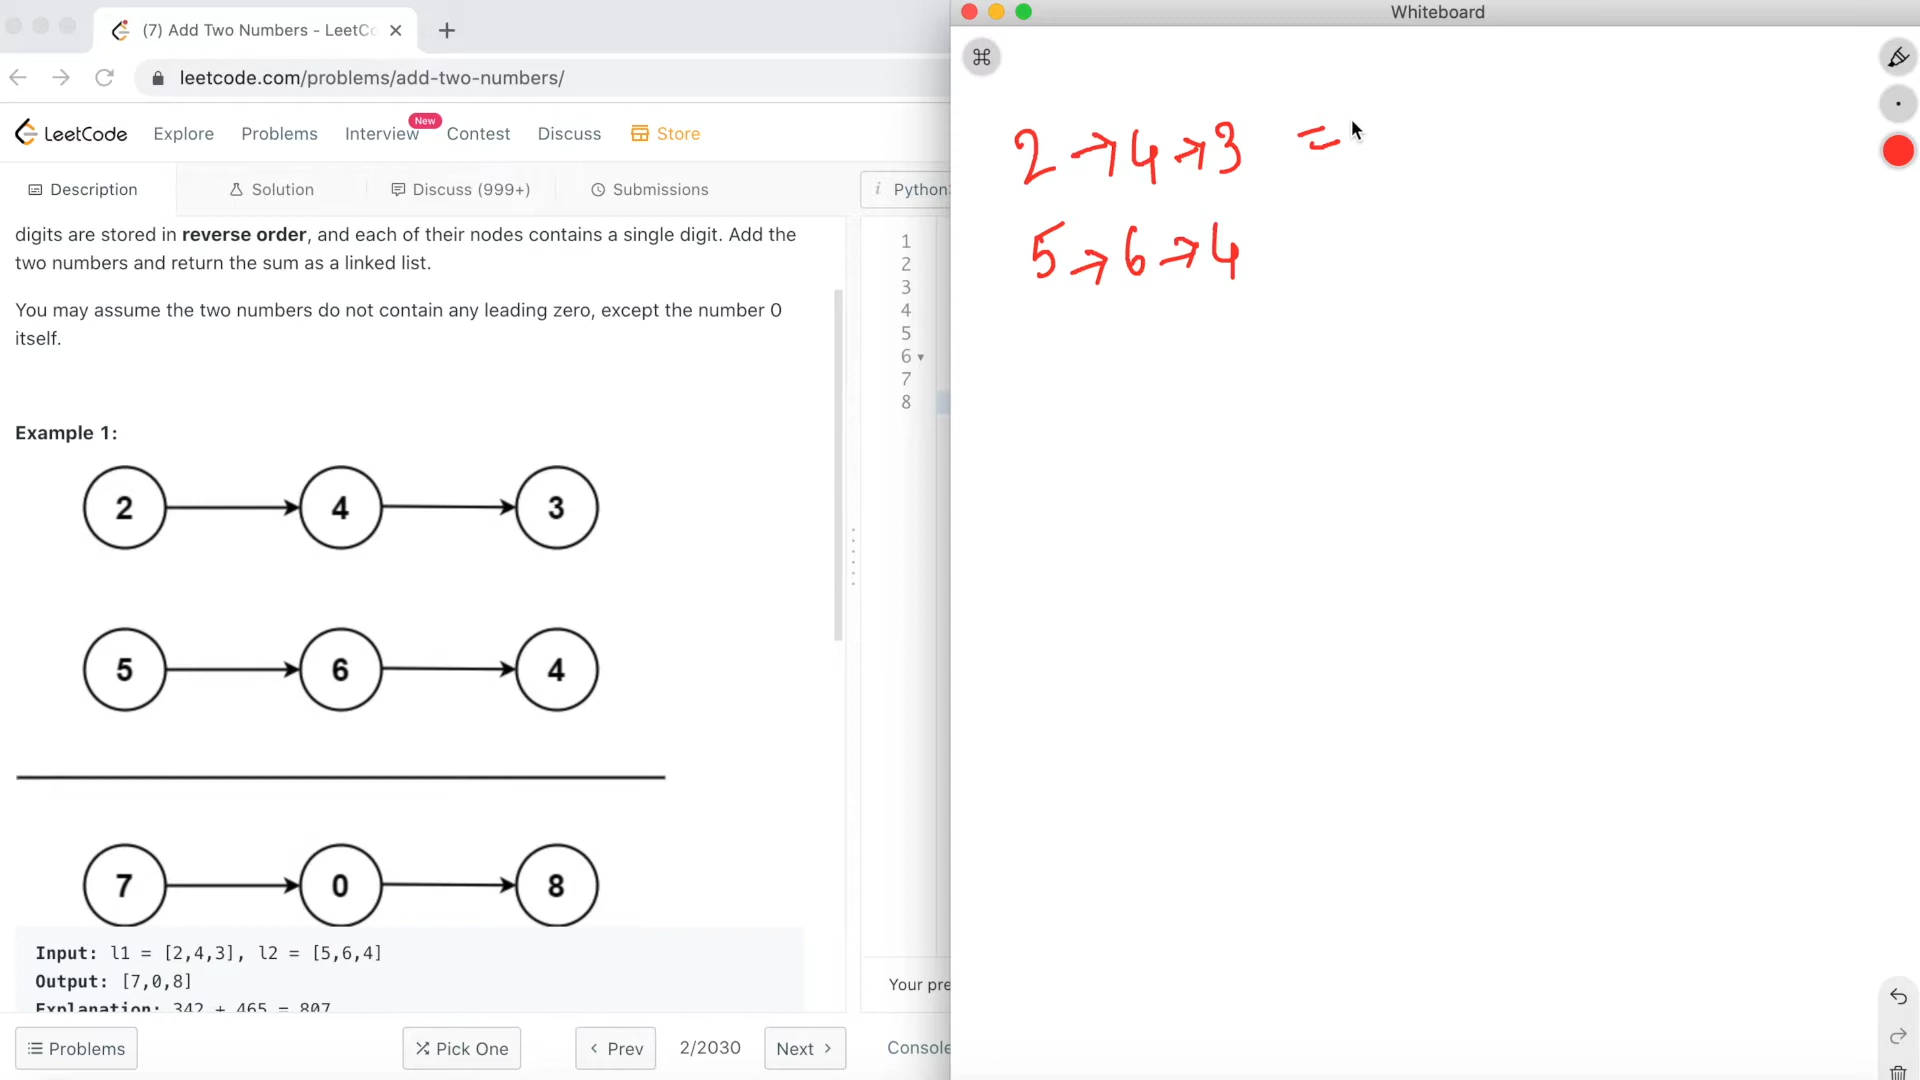 (7) Add Two Numbers - LeetCo
leetcode.com/problems/add-two-numbers/
LeetCode Explore Problems Interview New Contest Discuss Store
Description Solution Discuss (999+) Submissions
digits are stored in reverse order, and each of their nodes contains a single digit. Add the
two numbers and return the sum as a linked list.
You may assume the two numbers do not contain any leading zero, except the number 0
itself.
Example 1:
2 4 3
5 6 4
7 0 8
Input: l1 = [2,4,3], l2 = [5,6,4]
Output: [7,0,8]
Explanation: 342 + 465 = 807
Problems Pick One < Prev 2/2030 Next >
i Python
1
2
3
4
5
6
7
8
Your pre
Console
Whiteboard
⌘
2 → 4 → 3 =
5 → 6 → 4